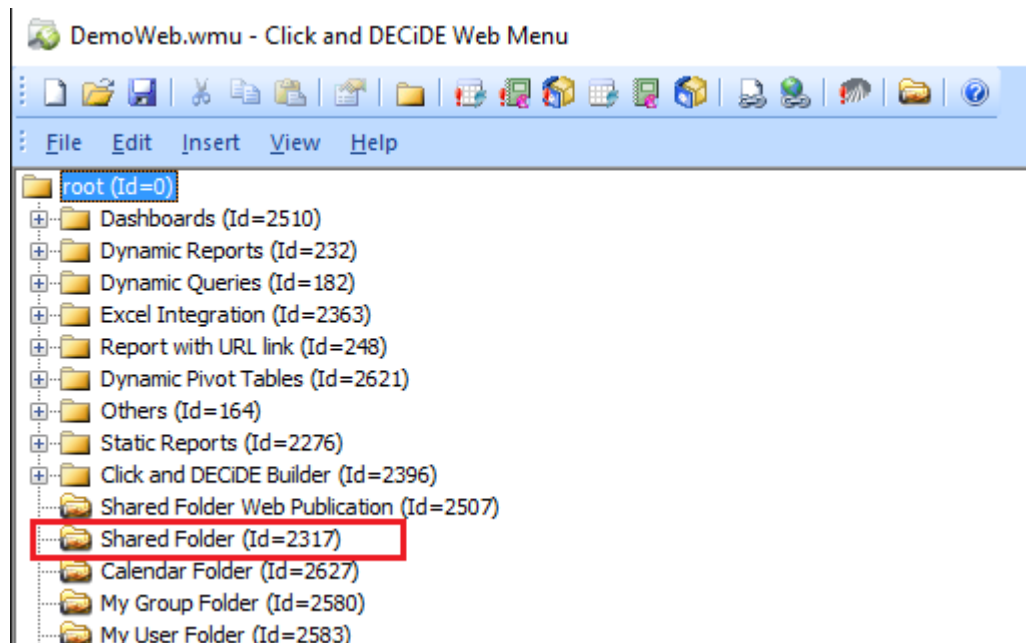 DemoWeb.wmu - Click and DECiDE Web Menu
File Edit Insert View Help
root (Id=0)
Dashboards (Id=2510)
Dynamic Reports (Id=232)
Dynamic Queries (Id=182)
Excel Integration (Id=2363)
Report with URL link (Id=248)
Dynamic Pivot Tables (Id=2621)
Others (Id=164)
Static Reports (Id=2276)
Click and DECiDE Builder (Id=2396)
Shared Folder Web Publication (Id=2507)
Shared Folder (Id=2317)
Calendar Folder (Id=2627)
My Group Folder (Id=2580)
My User Folder (Id=2583)